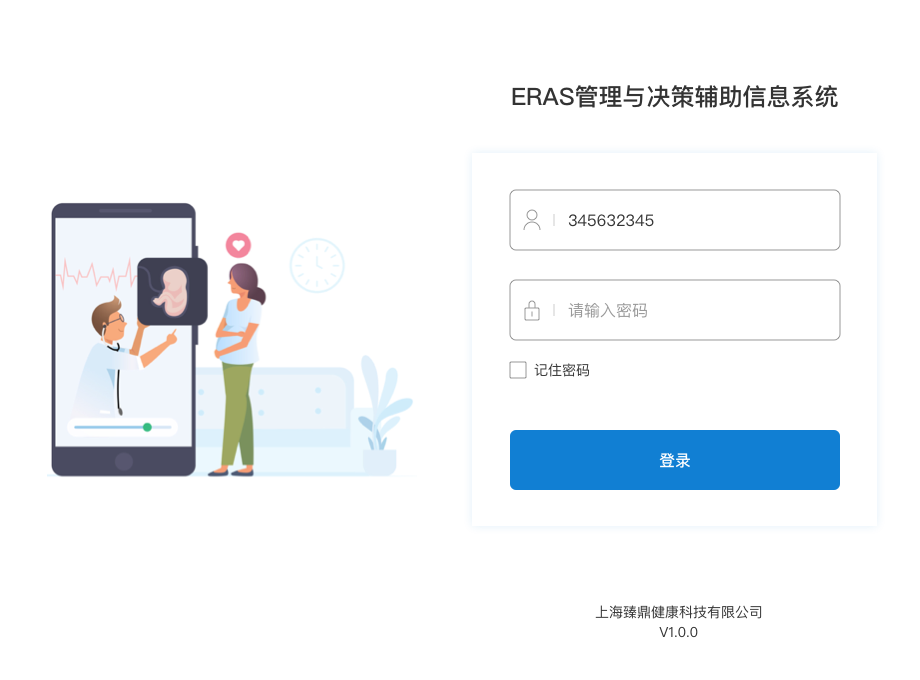 ERAS管理与决策辅助信息系统
345632345
请输入密码
记住密码
登录
上海臻鼎健康科技有限公司
V1.0.0